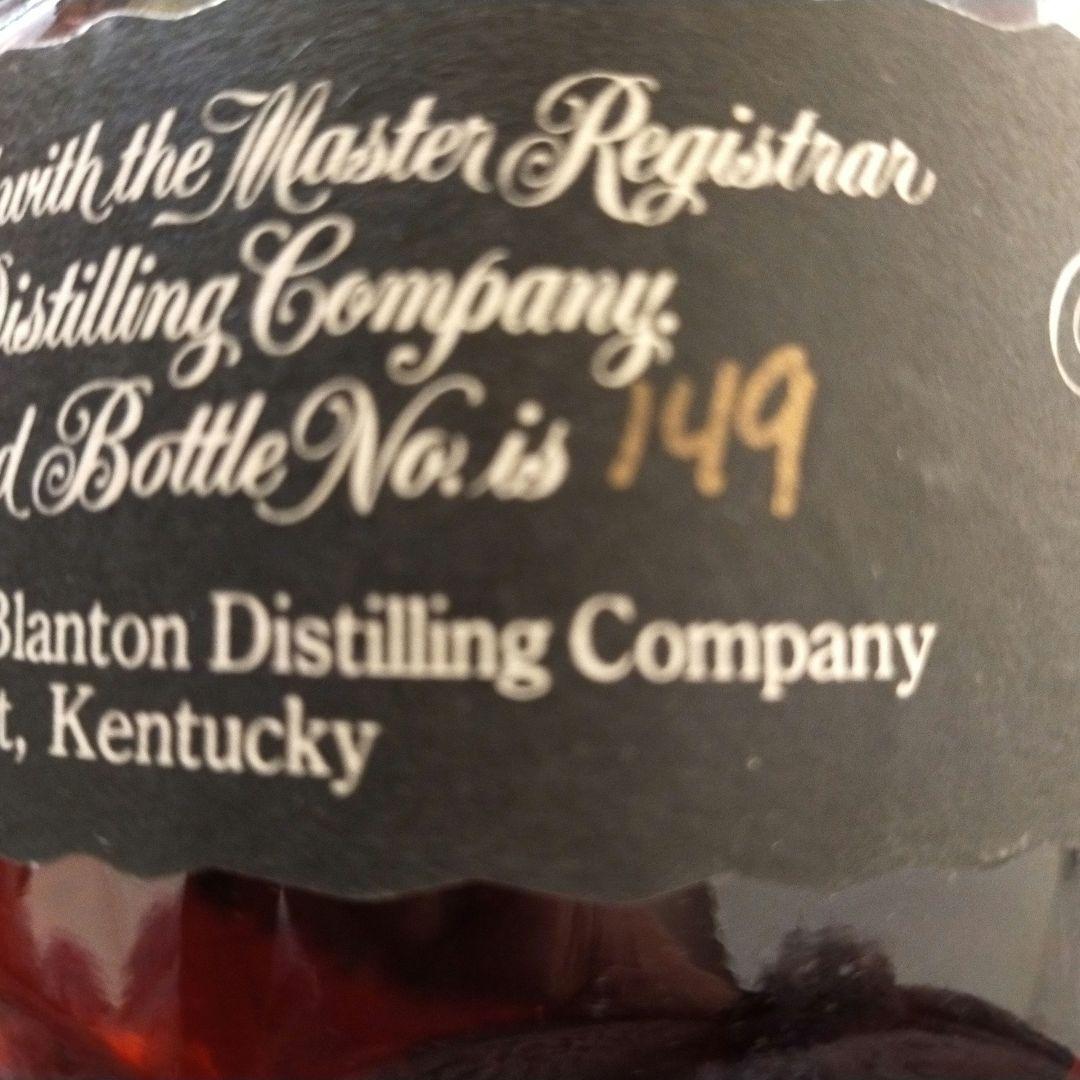 with the Master Registrar
Distilling Company.
d Bottle No. is 149
Blanton Distilling Company
t, Kentucky